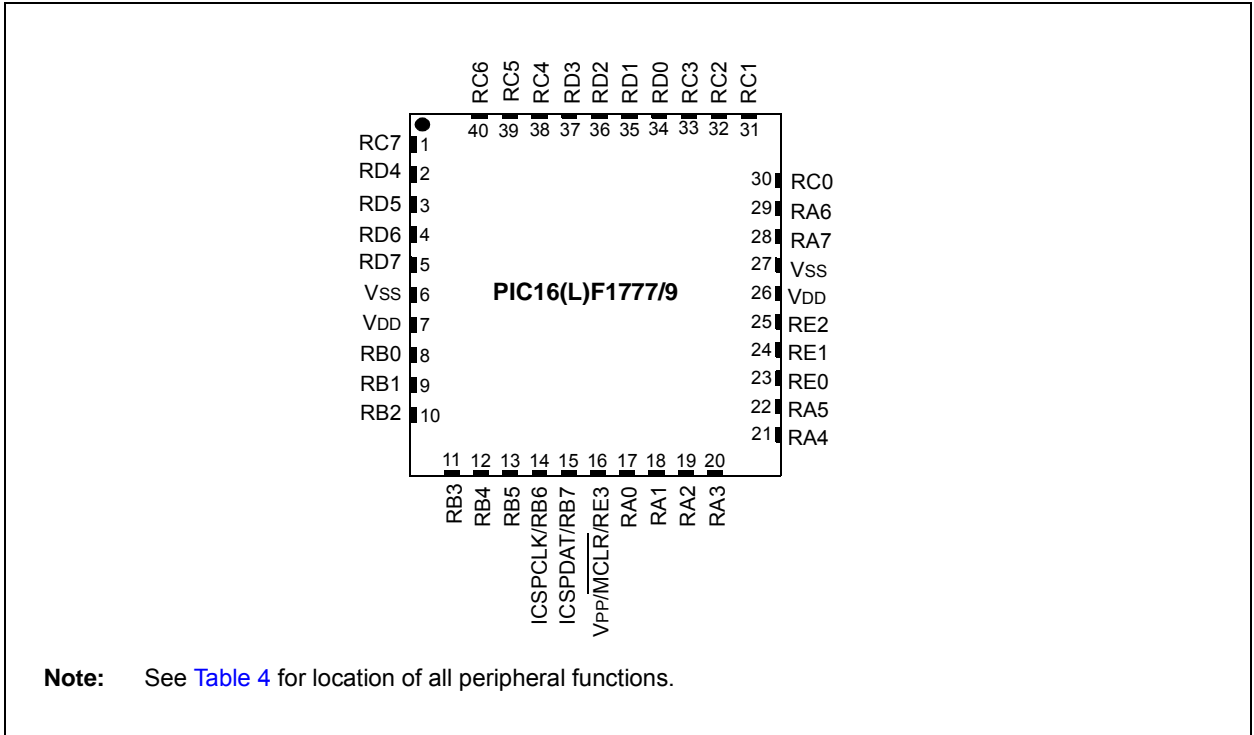 RC6
RC5
RC4
RD3
RD2
RD1
RD0
RC3
RC2
RC1
40 39 38 37 36 35 34 33 32 31
RC7 1
RD4 2
RD5 3
RD6 4
RD7 5
VSS 6
VDD 7
RB0 8
RB1 9
RB2 10
PIC16(L)F1777/9
30 RC0
29 RA6
28 RA7
27 VSS
26 VDD
25 RE2
24 RE1
23 RE0
22 RA5
21 RA4
11 12 13 14 15 16 17 18 19 20
RB3
RB4
RB5
ICSPCLK/RB6
ICSPDAT/RB7
VPP/MCLR/RE3
RA0
RA1
RA2
RA3
Note: See Table 4 for location of all peripheral functions.